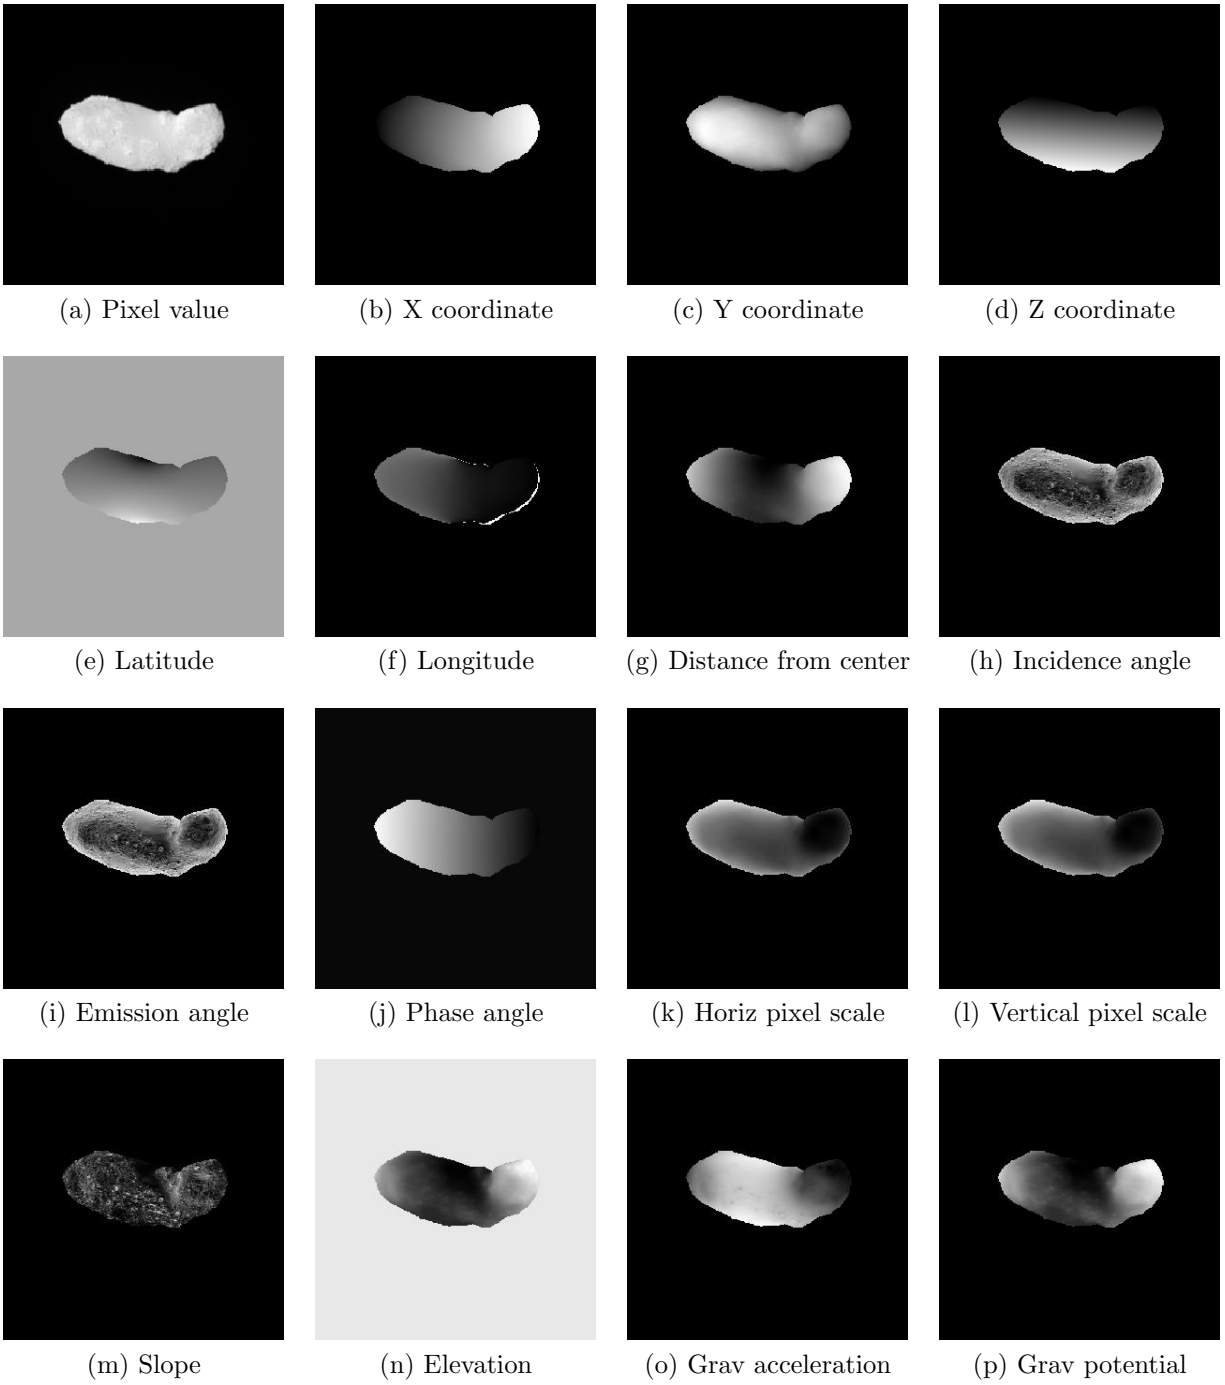 (a) Pixel value
(b) X coordinate
(c) Y coordinate
(d) Z coordinate
(e) Latitude
(f) Longitude
(g) Distance from center
(h) Incidence angle
(i) Emission angle
(j) Phase angle
(k) Horiz pixel scale
(l) Vertical pixel scale
(m) Slope
(n) Elevation
(o) Grav acceleration
(p) Grav potential